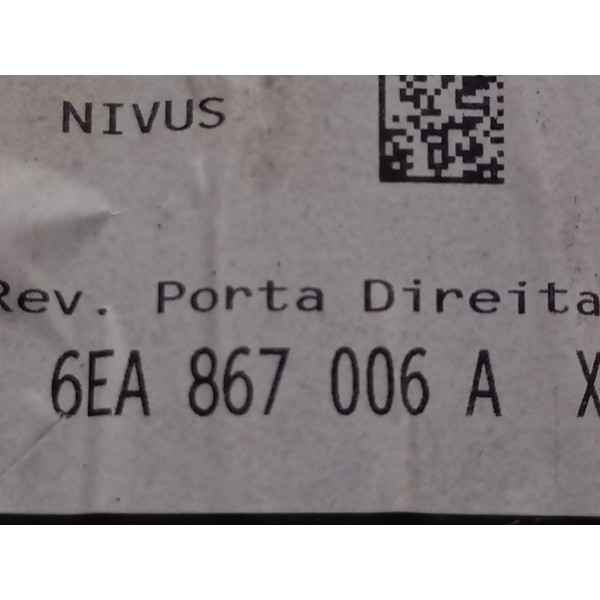 NIVUS
Rev. Porta Direita
6EA 867 006 A X